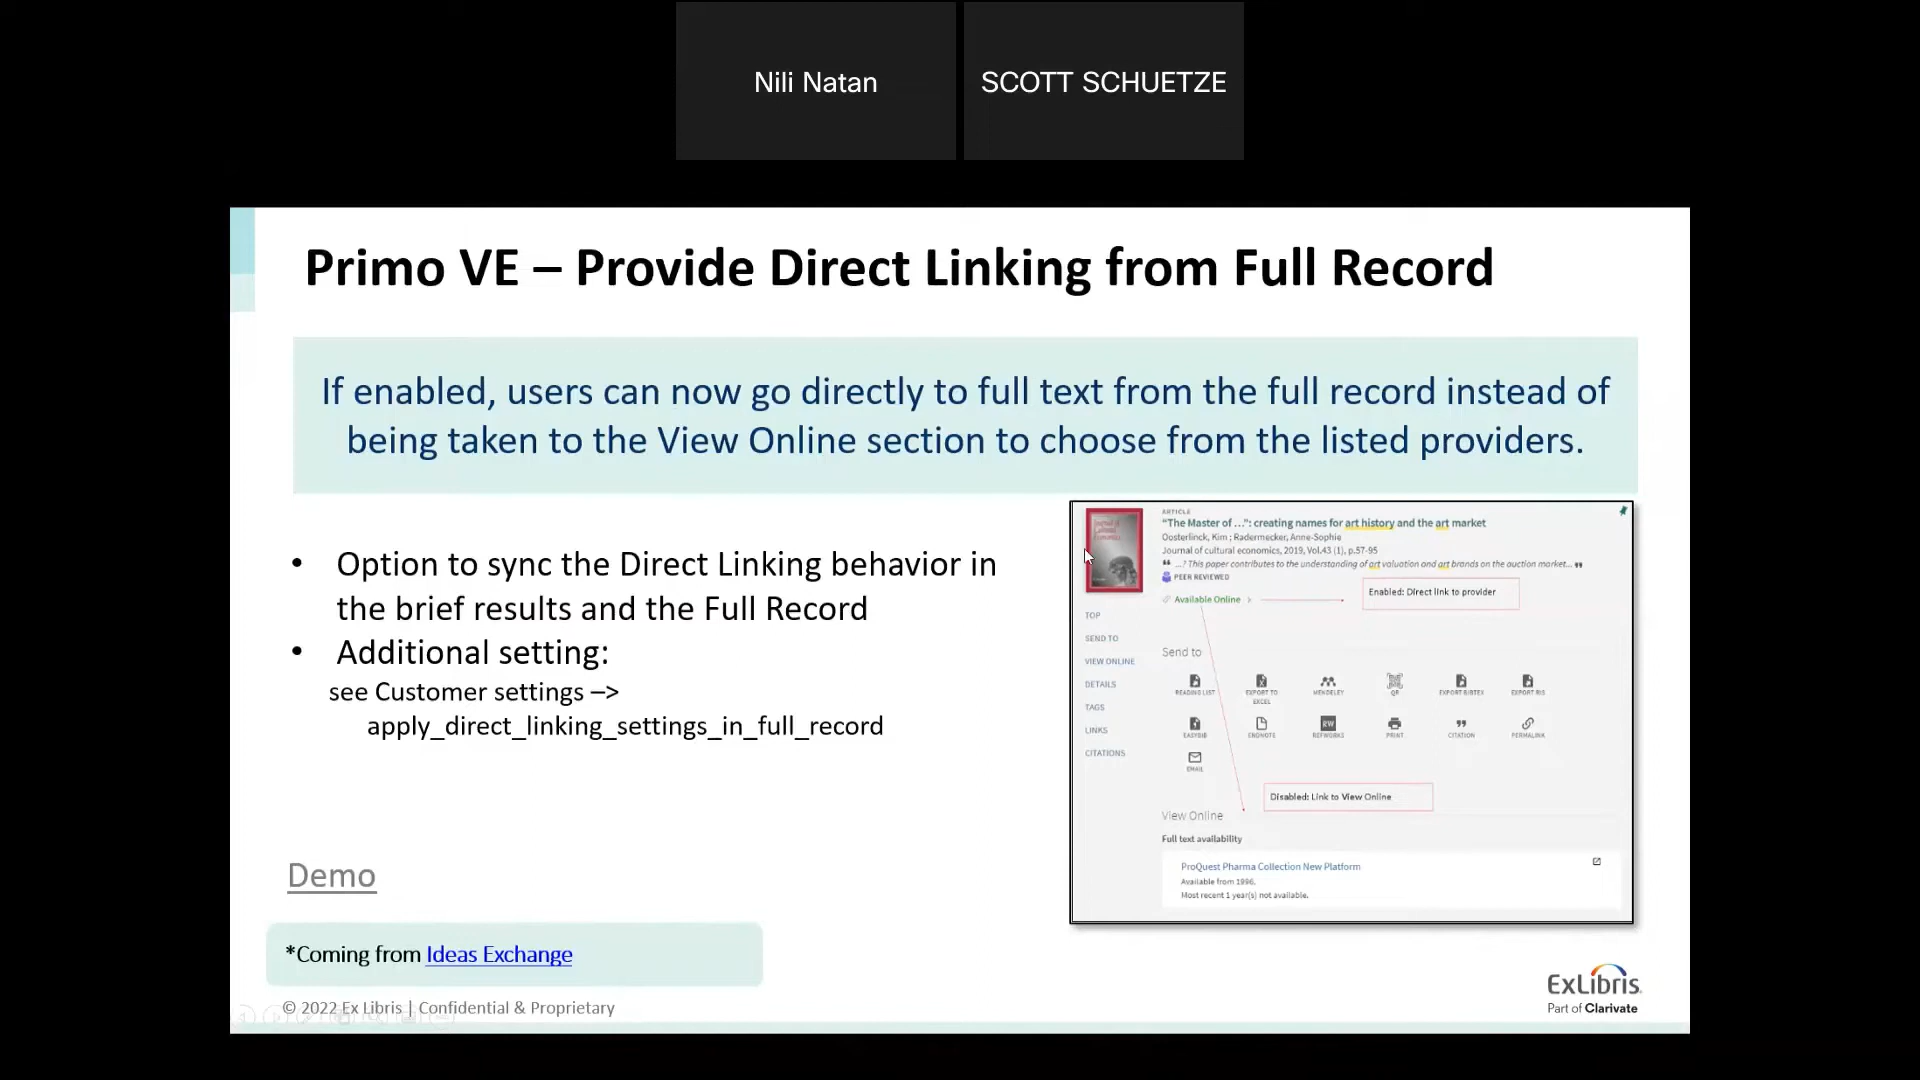 Nili Natan
SCOTT SCHUETZE
Primo VE – Provide Direct Linking from Full Record
If enabled, users can now go directly to full text from the full record instead of
being taken to the View Online section to choose from the listed providers.
• Option to sync the Direct Linking behavior in
the brief results and the Full Record
• Additional setting:
see Customer settings –>
apply_direct_linking_settings_in_full_record
Demo
*Coming from Ideas Exchange
© 2022 Ex Libris | Confidential & Proprietary
ARTICLE
"The Master of ...": creating names for art history and the art market
Oosterlinck, Kim ; Radermecker, Anne-Sophie
Journal of cultural economics, 2019, Vol.43 (1), p.57-95
❝ ...? This paper contributes to the understanding of art valuation and art brands on the auction market... ❞
PEER REVIEWED
Available Online >
Enabled: Direct link to provider
TOP
SEND TO
VIEW ONLINE
DETAILS
TAGS
LINKS
CITATIONS
Send to
READING LIST
EXPORT TO
EXCEL
MENDELEY
QR
EXPORT BIBTEX
EXPORT RIS
EASYBIB
ENDNOTE
RW
REFWORKS
PRINT
CITATION
PERMALINK
EMAIL
Disabled: Link to View Online
View Online
Full text availability
ProQuest Pharma Collection New Platform
Available from 1996.
Most recent 1 year(s) not available.
ExLibris
Part of Clarivate